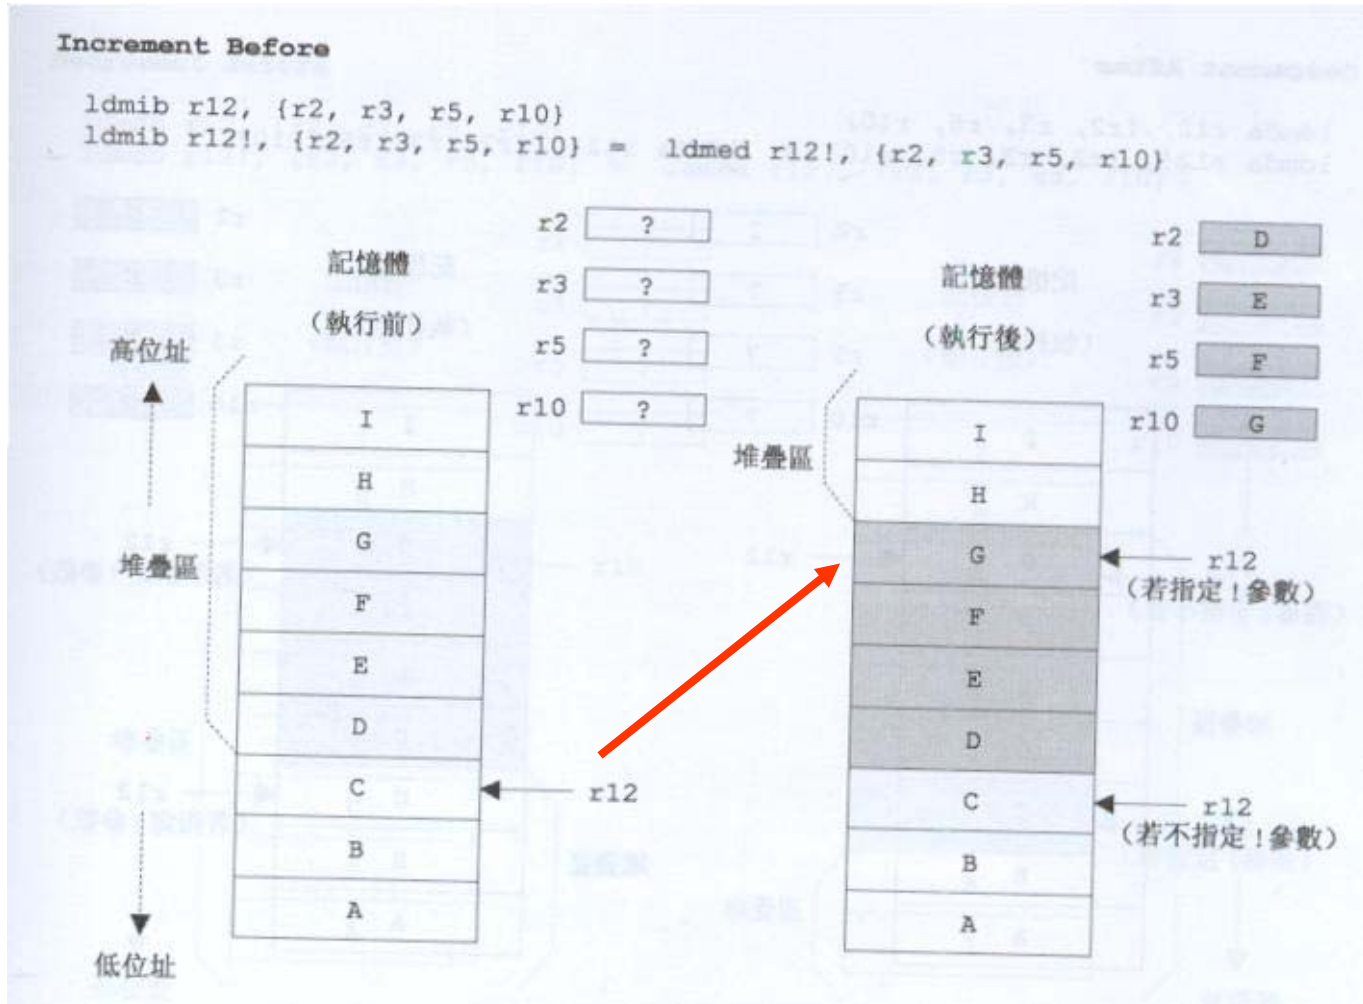 Increment Before
ldmib r12, {r2, r3, r5, r10}
ldmib r12!, {r2, r3, r5, r10} = ldmed r12!, {r2, r3, r5, r10}
r2 ?
r3 ?
r5 ?
r10 ?
記憶體
(執行前)
高位址
堆疊區
低位址
I
H
G
F
E
D
C
B
A
r12
r2 D
r3 E
r5 F
r10 G
記憶體
(執行後)
堆疊區
I
H
G
F
E
D
C
B
A
r12
(若指定!參數)
r12
(若不指定!參數)